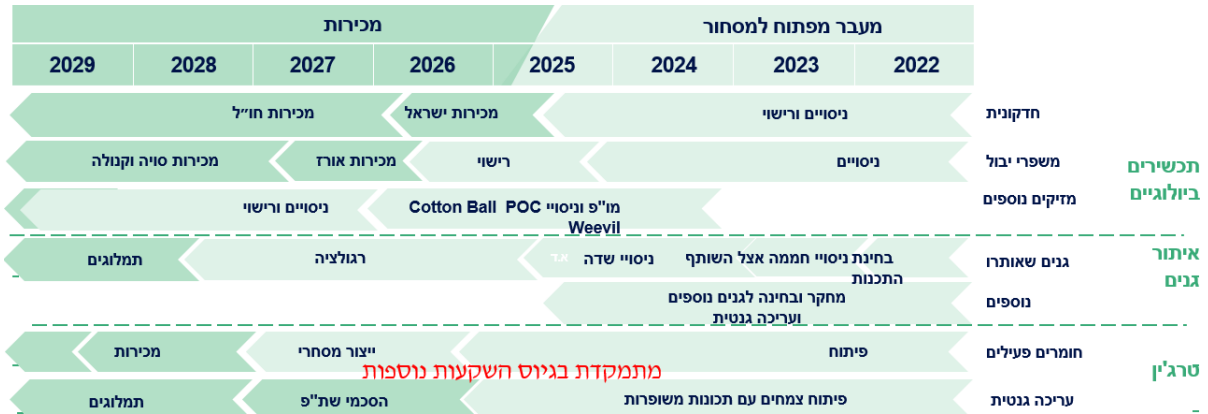 מעבר מפתוח למסחור
מכירות
2022
2023
2024
2025
2026
2027
2028
2029
תכשירים
ביולוגיים
חדקונית
ניסויים ורישוי
מכירות ישראל
מכירות חו״ל
משפרי יבול
ניסויים
רישוי
מכירות אורז
מכירות סויה וקנולה
מזיקים נוספים
מו"פ וניסויי Cotton Ball POC
Weevil
ניסויים ורישוי
איתור
גנים
גנים שאותרו
בחינת
התכנות
ניסויי חממה אצל השותף
ניסויי שדה
א.ד
רגולציה
תמלוגים
נוספים
מחקר ובחינה לגנים נוספים
ועריכה גנטית
טרג'ין
חומרים פעילים
פיתוח
ייצור מסחרי
מכירות
מתמקדת בגיוס השקעות נוספות
עריכה גנטית
פיתוח צמחים עם תכונות משופרות
הסכמי שת"פ
תמלוגים